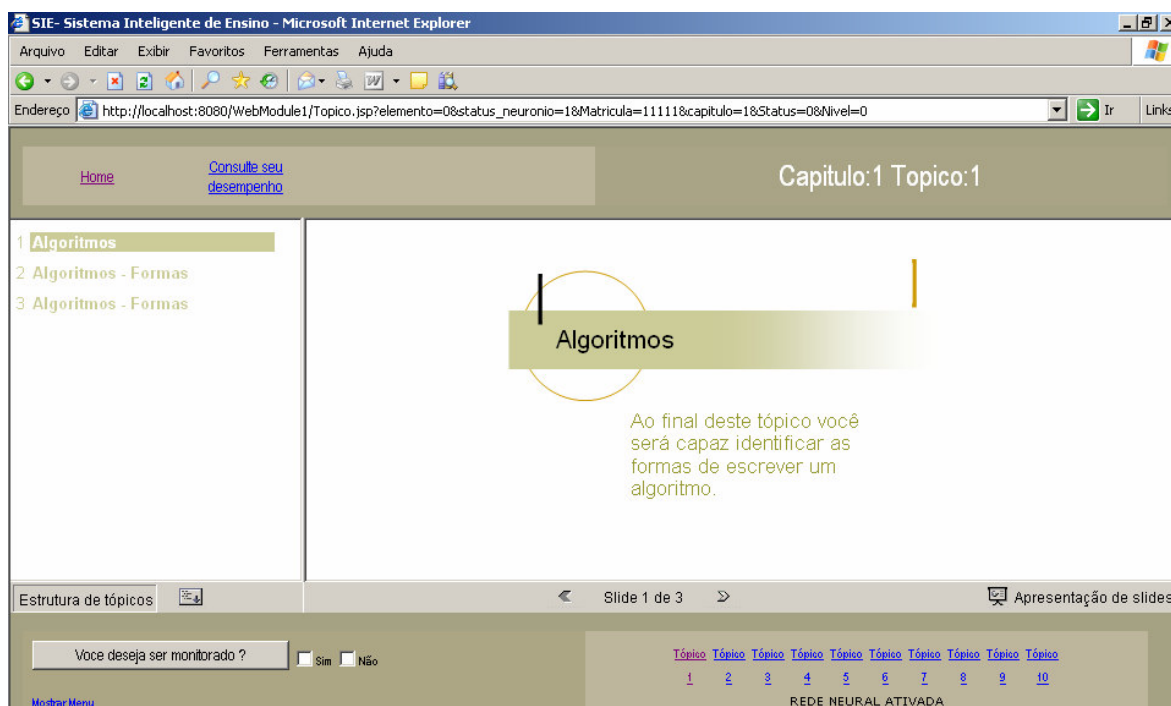 SIE- Sistema Inteligente de Ensino - Microsoft Internet Explorer
Arquivo Editar Exibir Favoritos Ferramentas Ajuda
Endereço http://localhost:8080/WebModule1/Topico.jsp?elemento=0&status_neuronio=1&Matricula=11111&capitulo=1&Status=0&Nivel=0 Ir Links
Home
Consulte seu
desempenho
Capitulo:1 Topico:1
1 Algoritmos
2 Algoritmos - Formas
3 Algoritmos - Formas
Algoritmos
Ao final deste tópico você
será capaz identificar as
formas de escrever um
algoritmo.
Estrutura de tópicos Slide 1 de 3 Apresentação de slides
Voce deseja ser monitorado ? Sim Não
Mostrar Menu
Tópico Tópico Tópico Tópico Tópico Tópico Tópico Tópico Tópico Tópico
1 2 3 4 5 6 7 8 9 10
REDE NEURAL ATIVADA